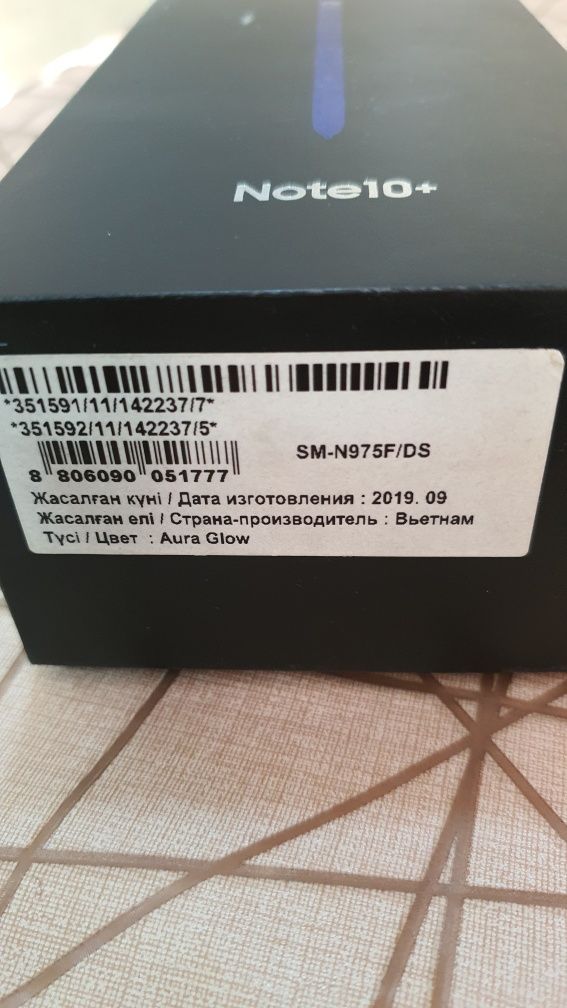 Note10+
*351591/11/142237/7*
*351592/11/142237/5*
SM-N975F/DS
8 806090 051777
Жасалған күні / Дата изготовления : 2019. 09
Жасалған елі / Страна-производитель : Вьетнам
Түсі / Цвет : Aura Glow